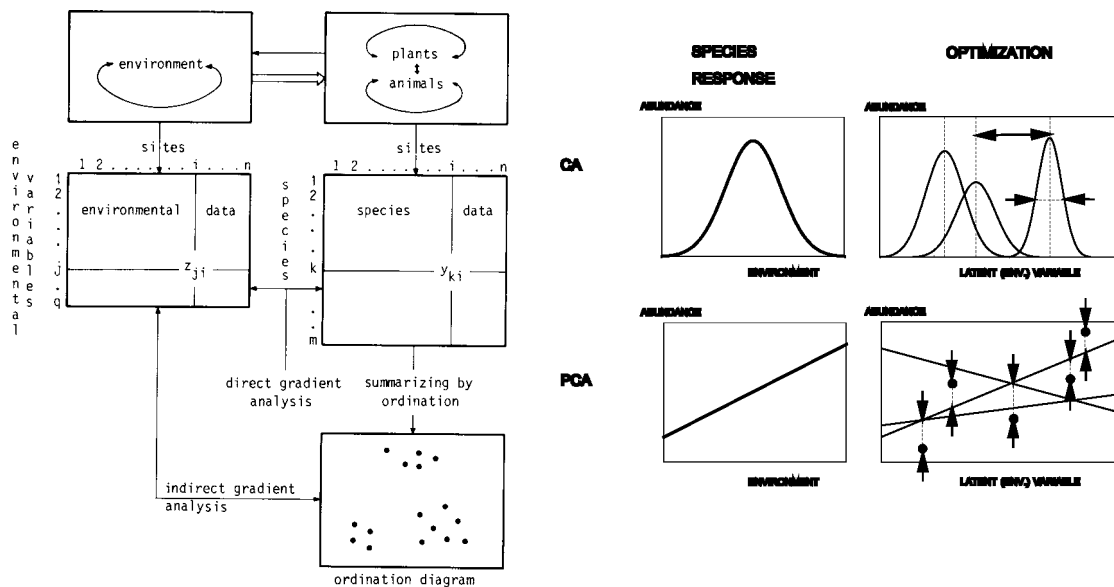 environment
plants
animals
sites
sites
1 2 . . . . . . . i . . . n
1 2 . . . . . . . i . . . n
environmental
variables
1 2 . . . . j . q
environmental data
z ji
species
1 2 . . . . k . . m
species data
y ki
direct gradient
analysis
summarizing by
ordination
indirect gradient
analysis
ordination diagram
SPECIES
RESPONSE
OPTIMIZATION
CA
ABUNDANCE
ENVIRONMENT
ABUNDANCE
LATENT (ENV.) VARIABLE
PCA
ABUNDANCE
ENVIRONMENT
ABUNDANCE
LATENT (ENV.) VARIABLE